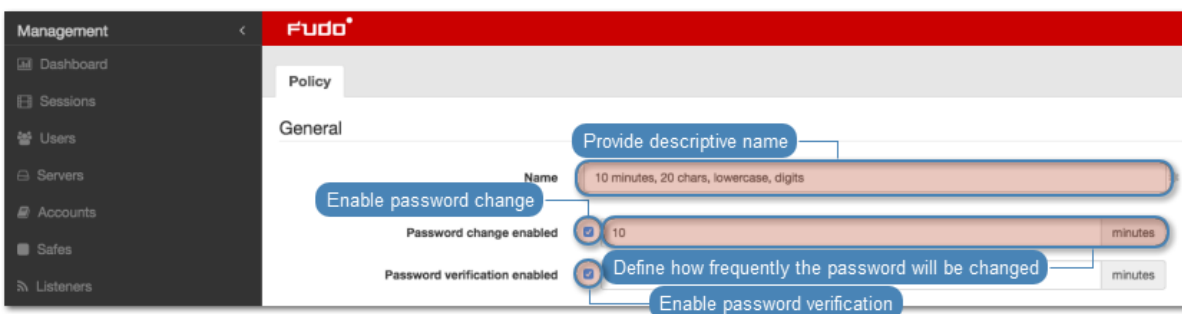 Management
FUDO
Dashboard
Policy
Sessions
General
Users
Provide descriptive name
Servers
Name 10 minutes, 20 chars, lowercase, digits
Enable password change
Accounts
Password change enabled 10 minutes
Safes
Define how frequently the password will be changed
Password verification enabled minutes
Listeners
Enable password verification